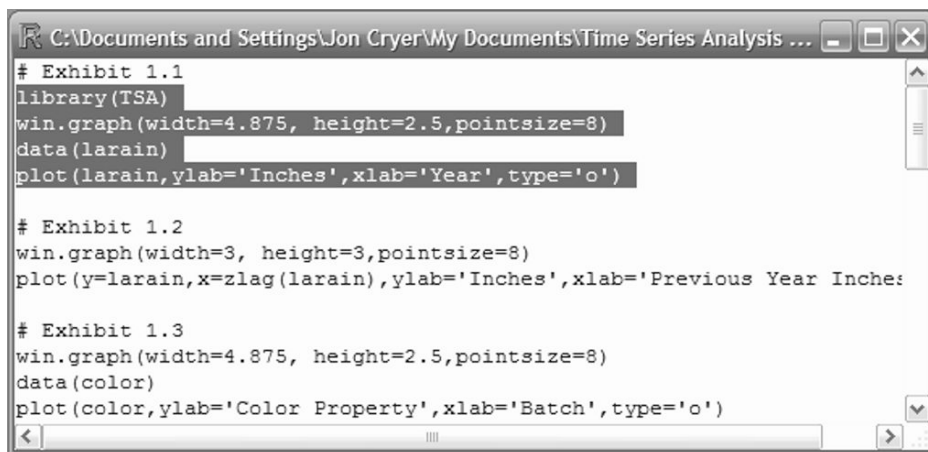 C:\Documents and Settings\Jon Cryer\My Documents\Time Series Analysis ...
# Exhibit 1.1
library(TSA)
win.graph(width=4.875, height=2.5,pointsize=8)
data(larain)
plot(larain,ylab='Inches',xlab='Year',type='o')
# Exhibit 1.2
win.graph(width=3, height=3,pointsize=8)
plot(y=larain,x=zlag(larain),ylab='Inches',xlab='Previous Year Inches
# Exhibit 1.3
win.graph(width=4.875, height=2.5,pointsize=8)
data(color)
plot(color,ylab='Color Property',xlab='Batch',type='o')